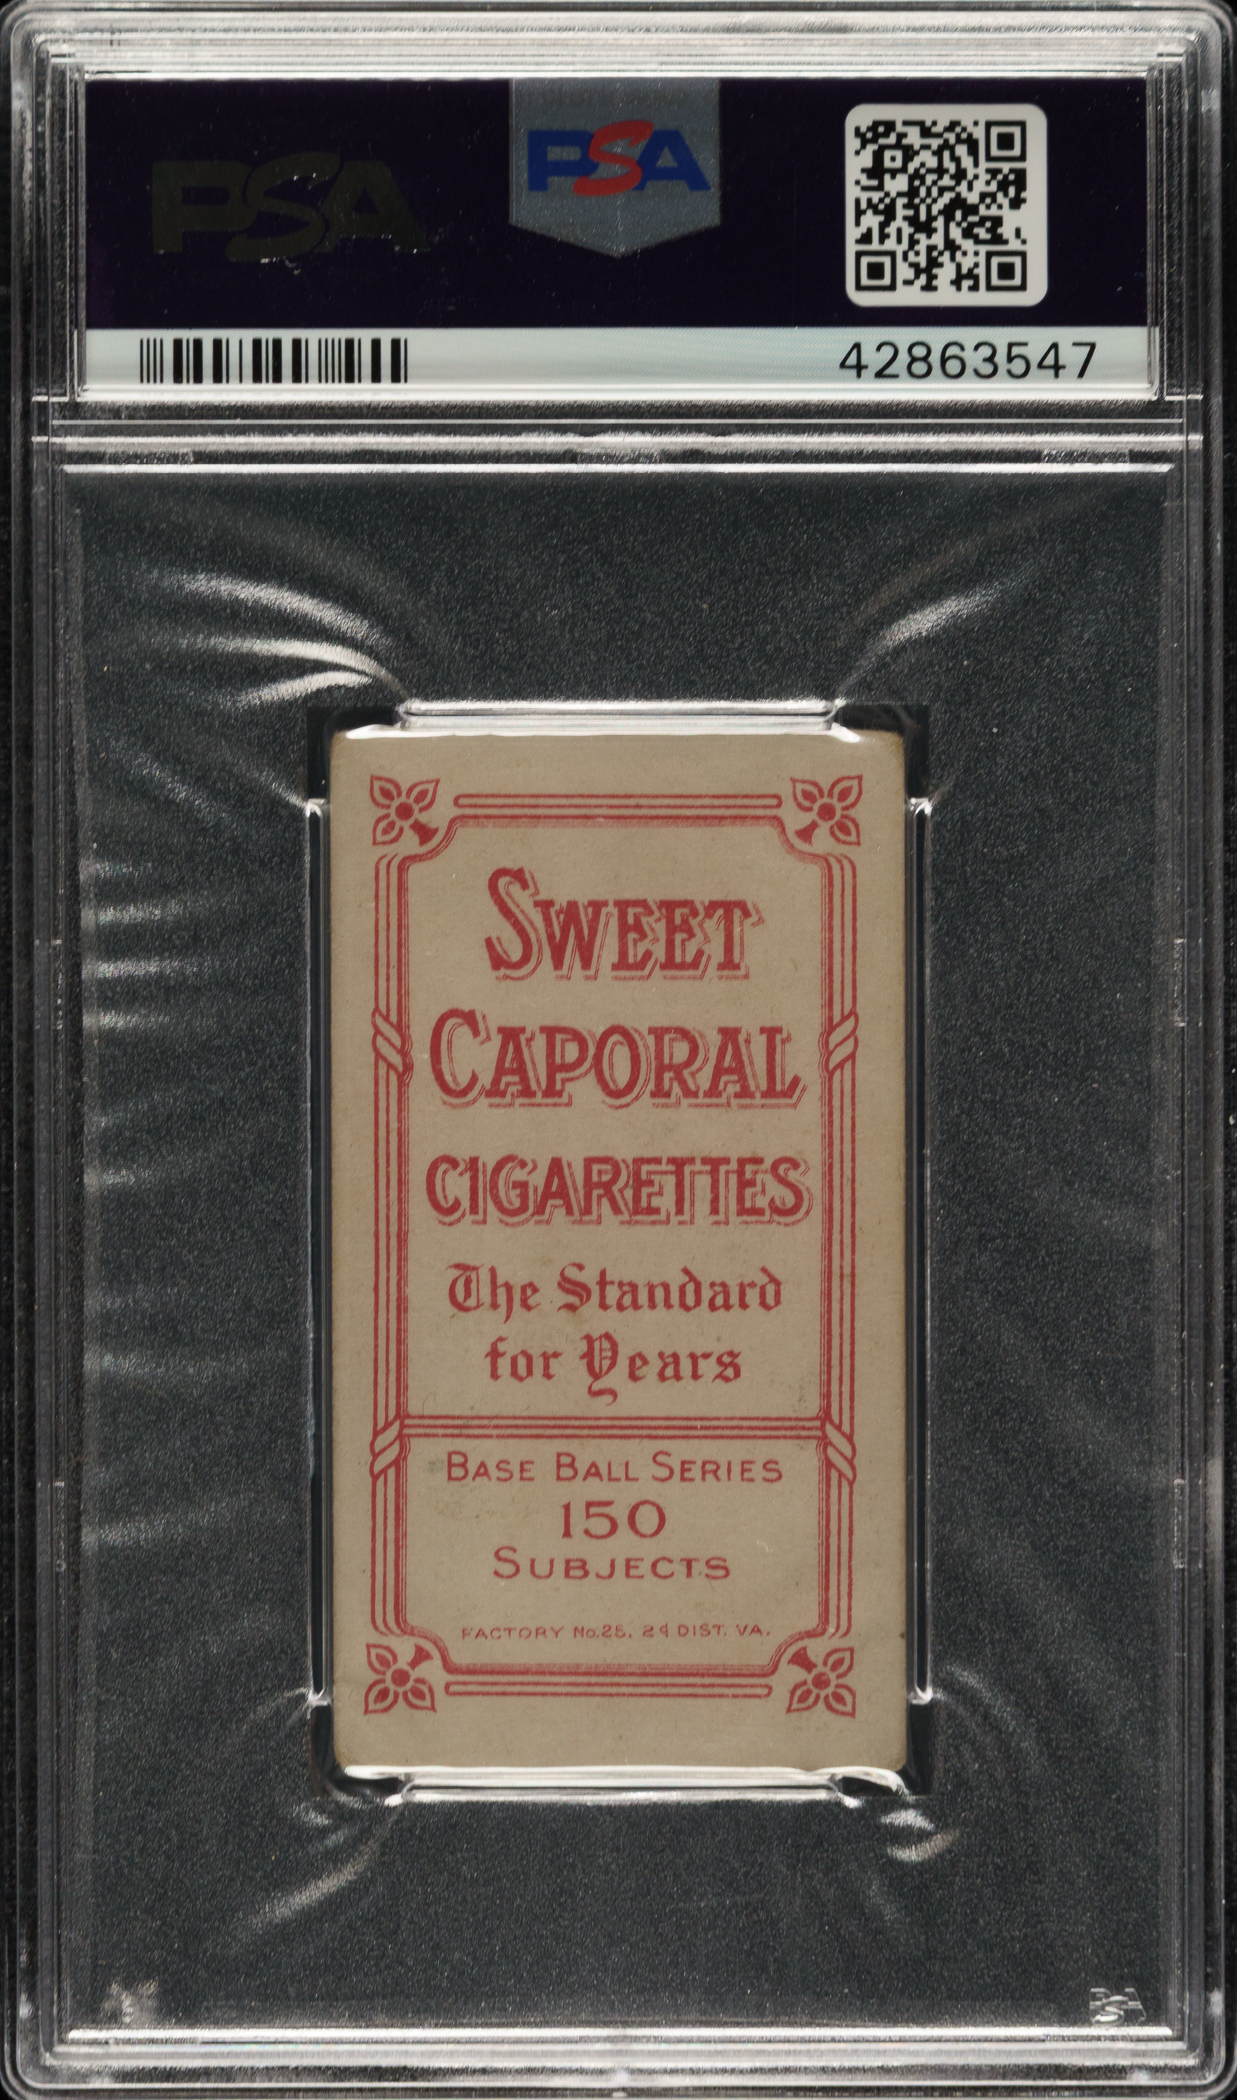 PSA
PSA
42863547
SWEET
CAPORAL
CIGARETTES
The Standard
for Years
BASE BALL SERIES
150
SUBJECTS
FACTORY No.25, 2d DIST. VA.
PSA